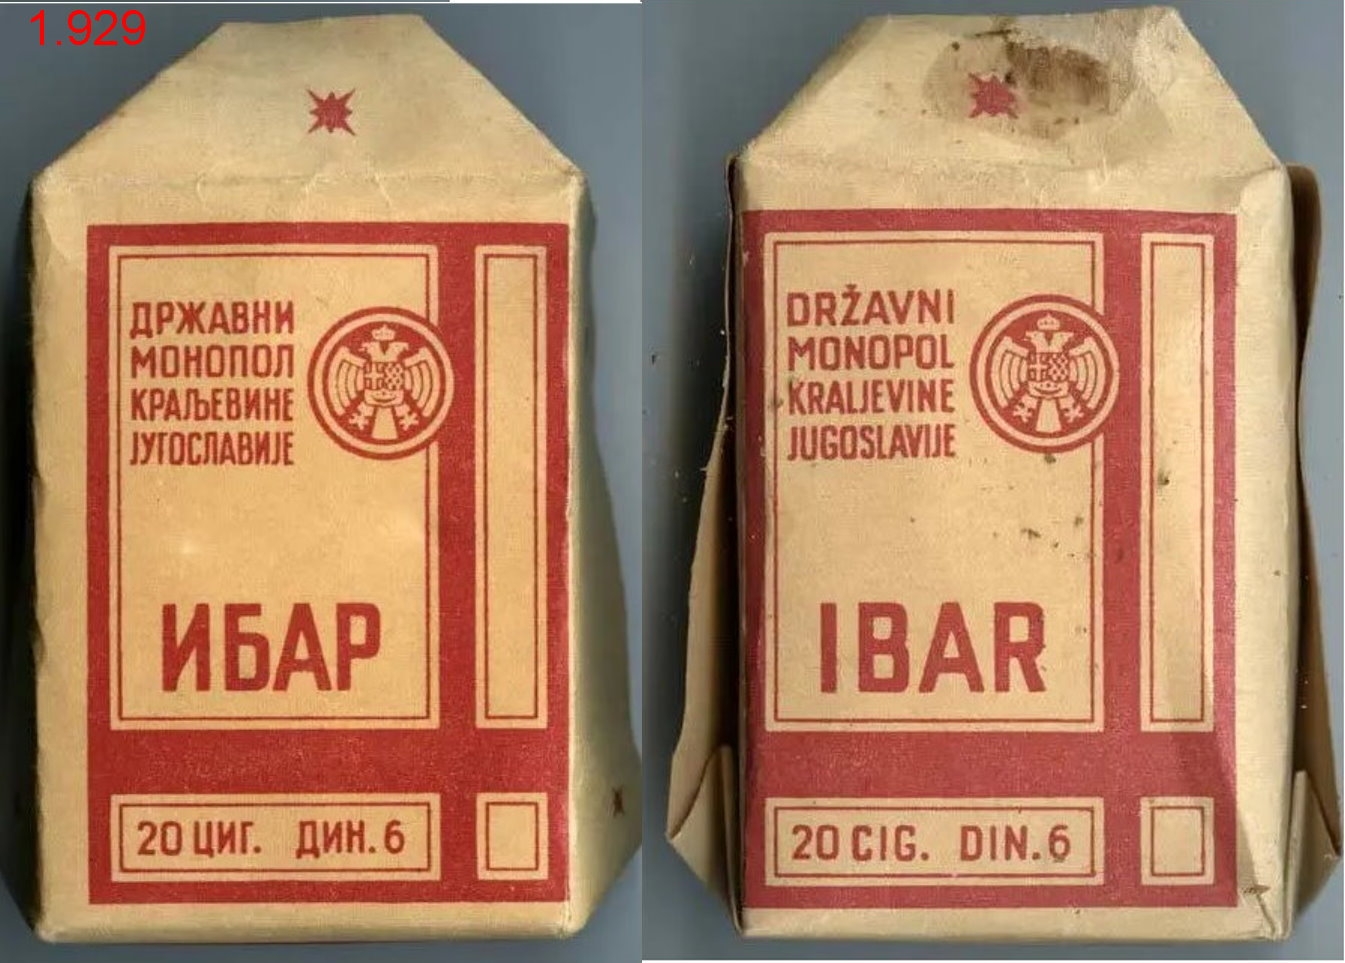 1.929
ДРЖАВНИ
МОНОПОЛ
КРАЉЕВИНЕ
ЈУГОСЛАВИЈЕ
ИБАР
20 ЦИГ. ДИН. 6
DRŽAVNI
MONOPOL
KRALJEVINE
JUGOSLAVIJE
IBAR
20 CIG. DIN. 6